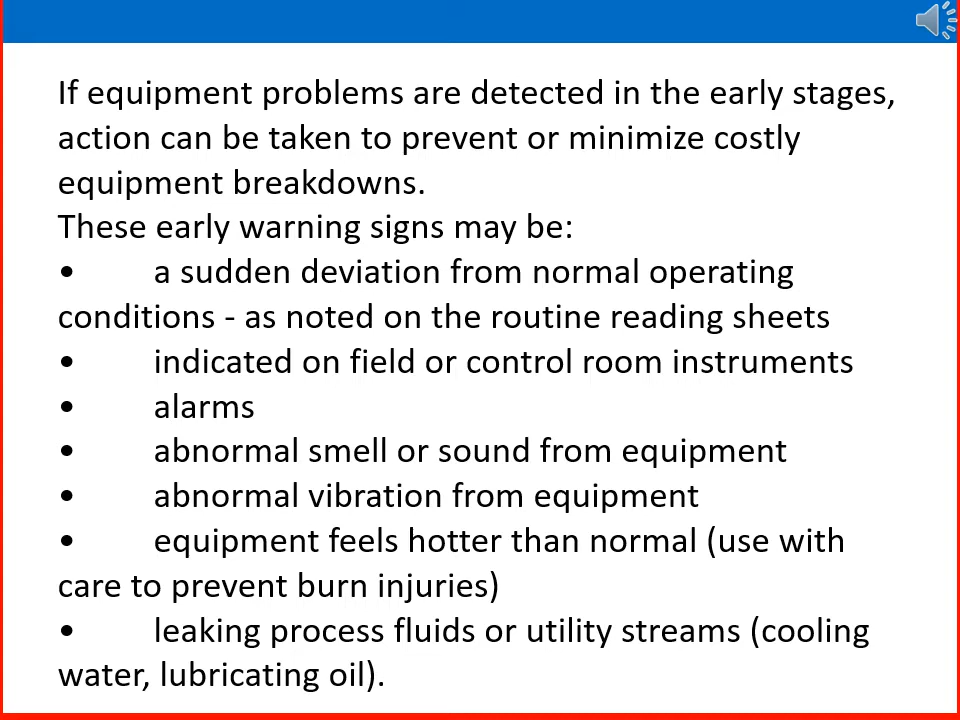 If equipment problems are detected in the early stages,
action can be taken to prevent or minimize costly
equipment breakdowns.
These early warning signs may be:
• a sudden deviation from normal operating
conditions - as noted on the routine reading sheets
• indicated on field or control room instruments
• alarms
• abnormal smell or sound from equipment
• abnormal vibration from equipment
• equipment feels hotter than normal (use with
care to prevent burn injuries)
• leaking process fluids or utility streams (cooling
water, lubricating oil).